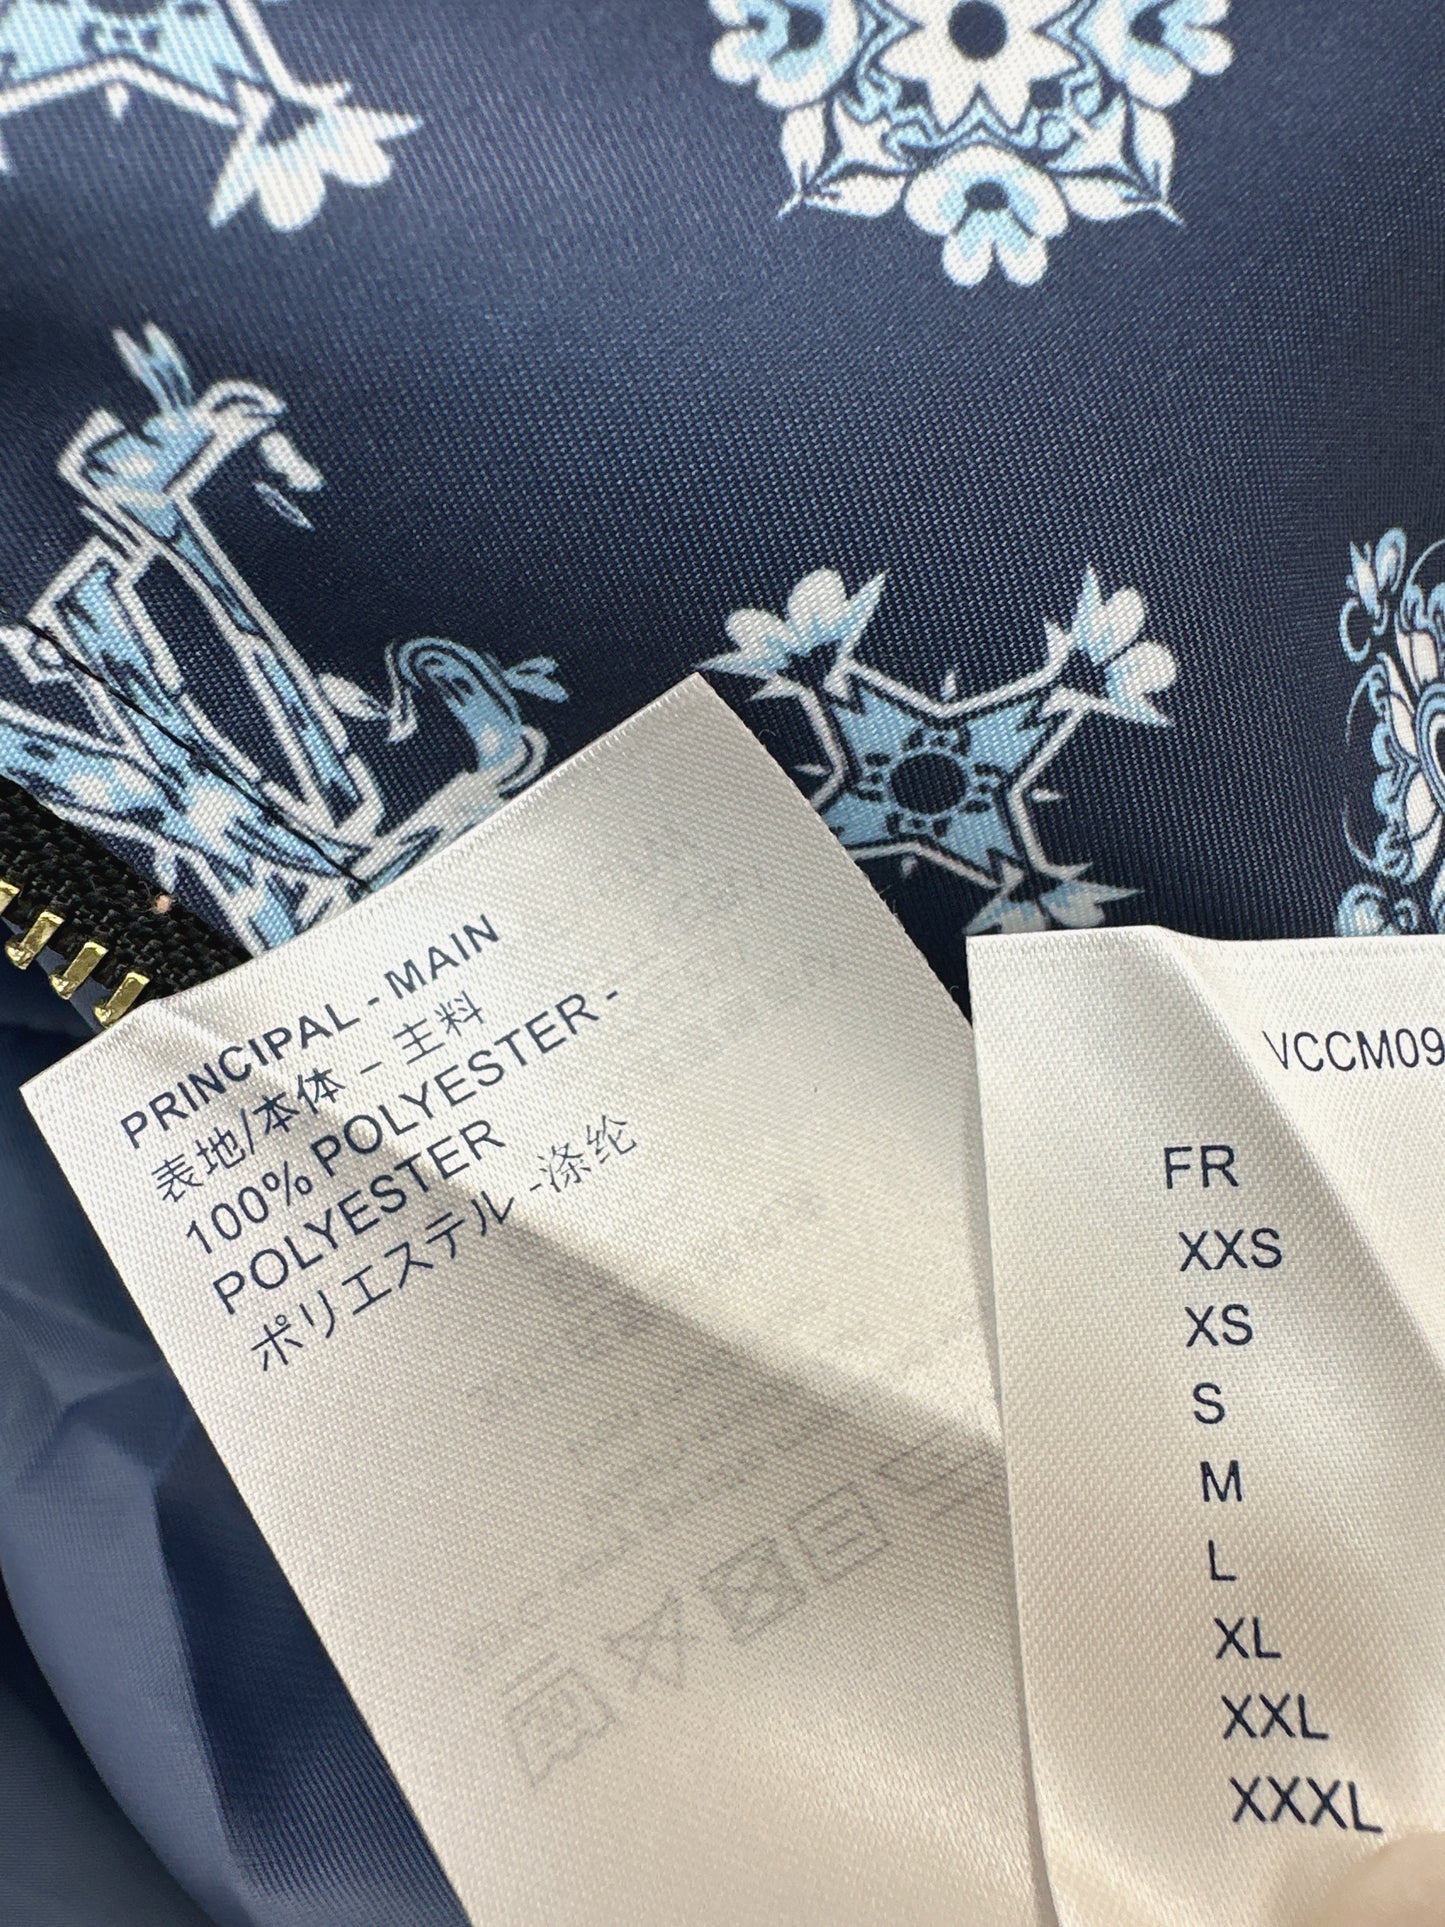 PRINCIPAL - MAIN
表地/本体 - 主料
100% POLYESTER -
POLYESTER
ポリエステル -涤纶
VCCM09
FR
XXS
XS
S
M
L
XL
XXL
XXXL